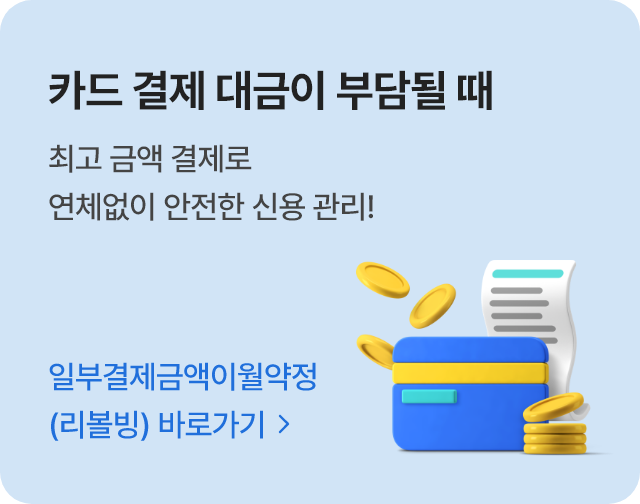 카드 결제 대금이 부담될 때
최고 금액 결제로
연체없이 안전한 신용 관리!
일부결제금액이월약정
(리볼빙) 바로가기 >